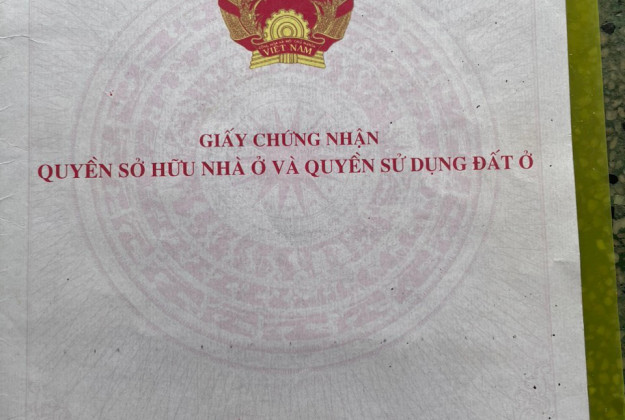 VIỆT NAM
GIẤY CHỨNG NHẬN
QUYỀN SỞ HỮU NHÀ Ở VÀ QUYỀN SỬ DỤNG ĐẤT Ở